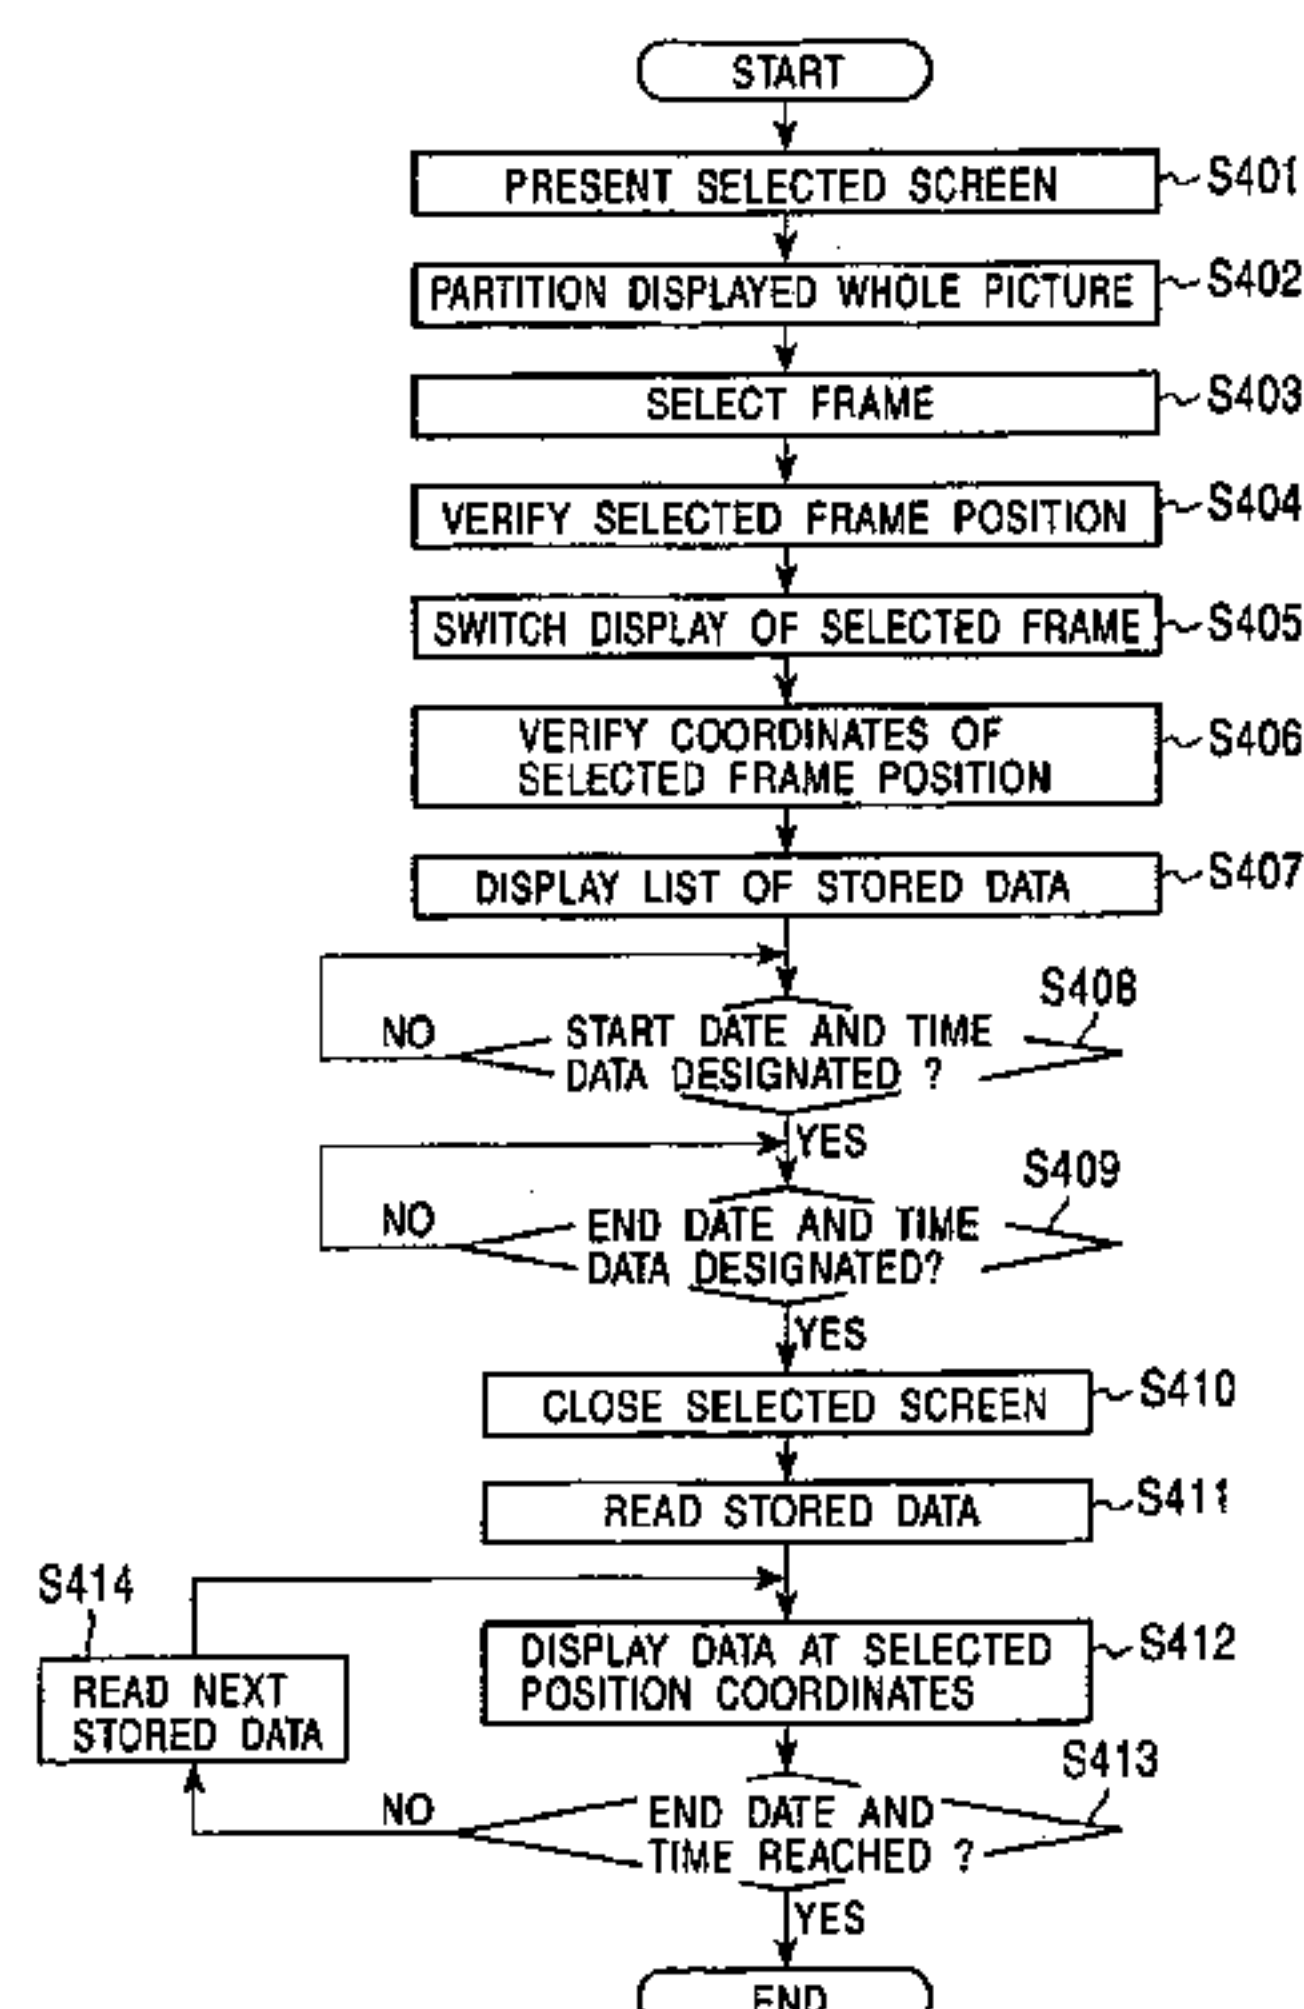 START
PRESENT SELECTED SCREEN
S401
PARTITION DISPLAYED WHOLE PICTURE
S402
SELECT FRAME
S403
VERIFY SELECTED FRAME POSITION
S404
SWITCH DISPLAY OF SELECTED FRAME
S405
VERIFY COORDINATES OF
SELECTED FRAME POSITION
S406
DISPLAY LIST OF STORED DATA
S407
S408
NO
START DATE AND TIME
DATA DESIGNATED ?
YES
S409
NO
END DATE AND TIME
DATA DESIGNATED?
YES
CLOSE SELECTED SCREEN
S410
READ STORED DATA
S411
S414
READ NEXT
STORED DATA
DISPLAY DATA AT SELECTED
POSITION COORDINATES
S412
S413
NO
END DATE AND
TIME REACHED ?
YES
END